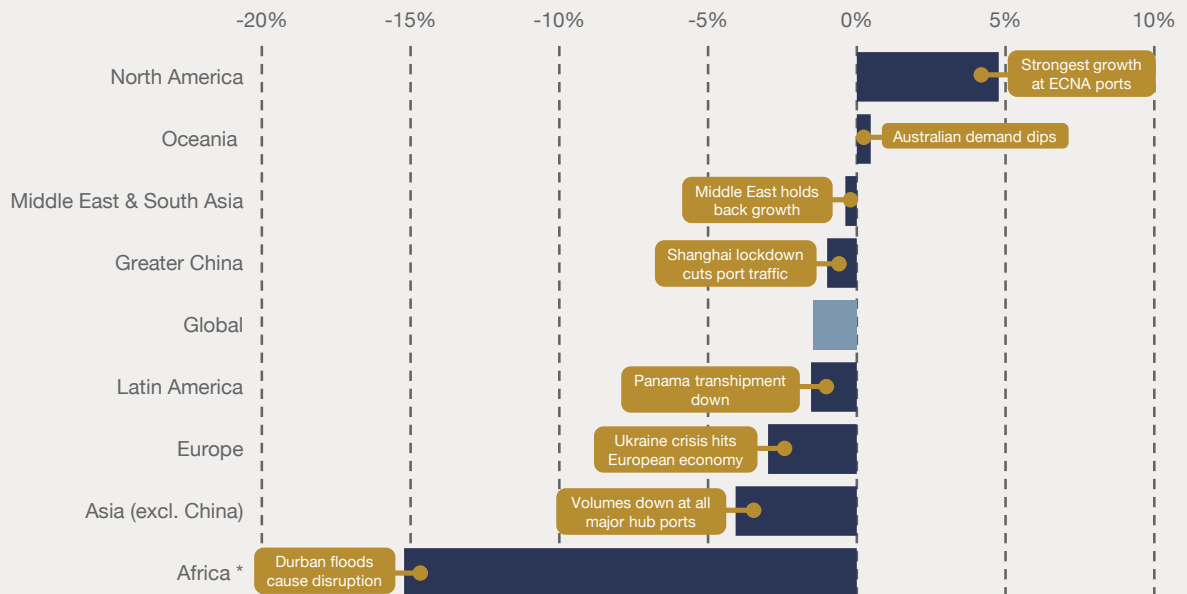 -20%
-15%
-10%
-5%
0%
5%
10%
North America
Strongest growth
at ECNA ports
Oceania
Australian demand dips
Middle East & South Asia
Middle East holds
back growth
Greater China
Shanghai lockdown
cuts port traffic
Global
Latin America
Panama transhipment
down
Europe
Ukraine crisis hits
European economy
Asia (excl. China)
Volumes down at all
major hub ports
Africa *
Durban floods
cause disruption